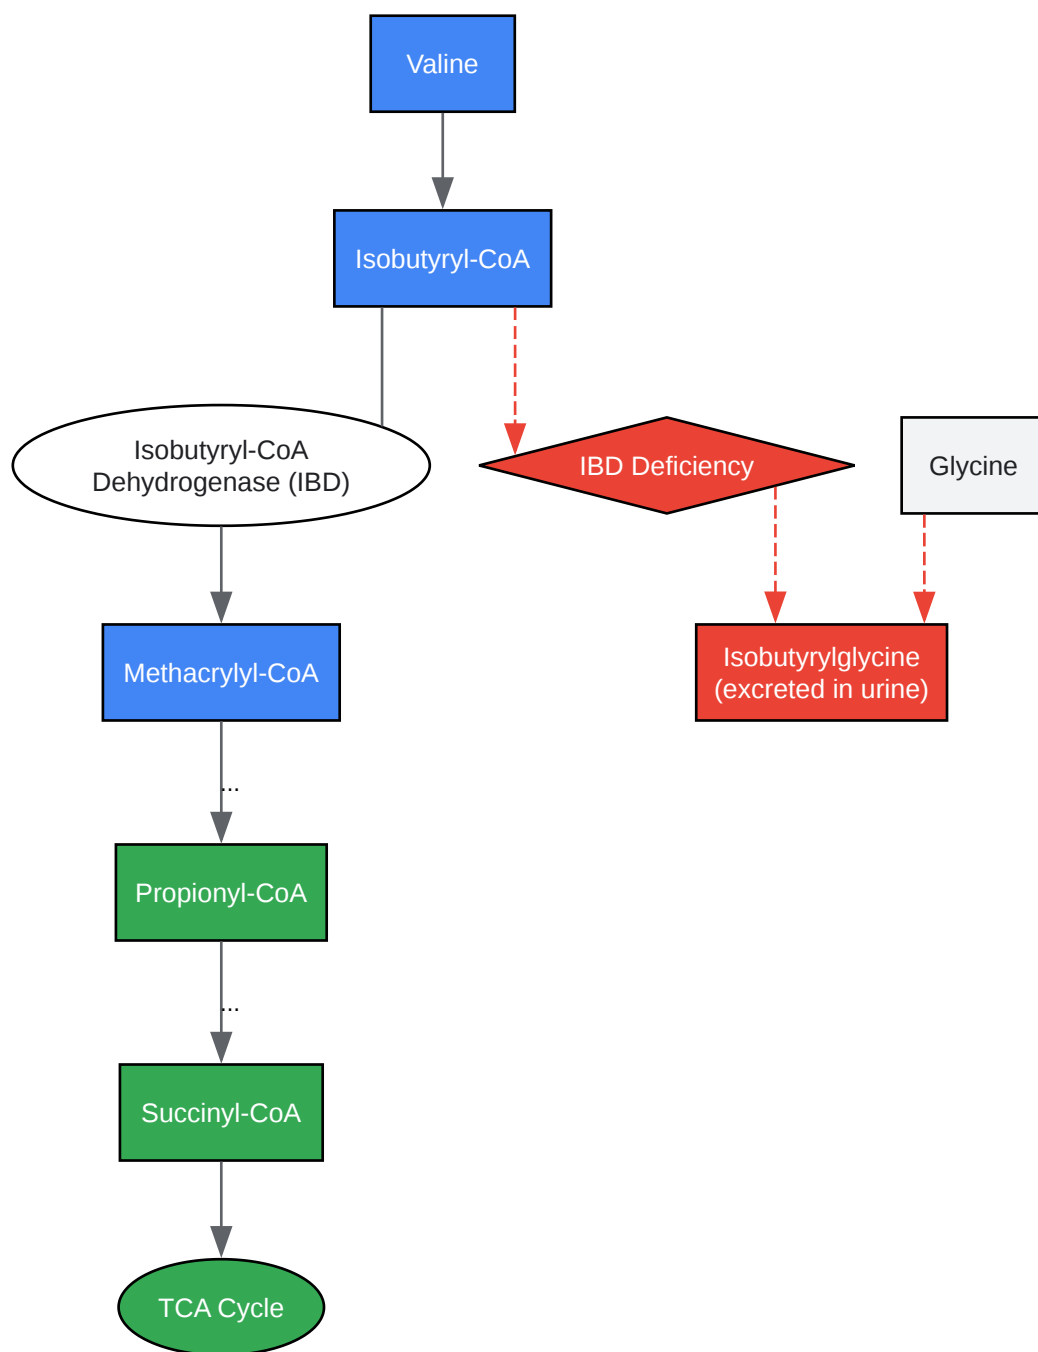 Valine
Isobutyryl-CoA
Isobutyryl-CoA
Dehydrogenase (IBD)
IBD Deficiency
Glycine
Methacrylyl-CoA
Isobutyrylglycine
(excreted in urine)
...
Propionyl-CoA
...
Succinyl-CoA
TCA Cycle